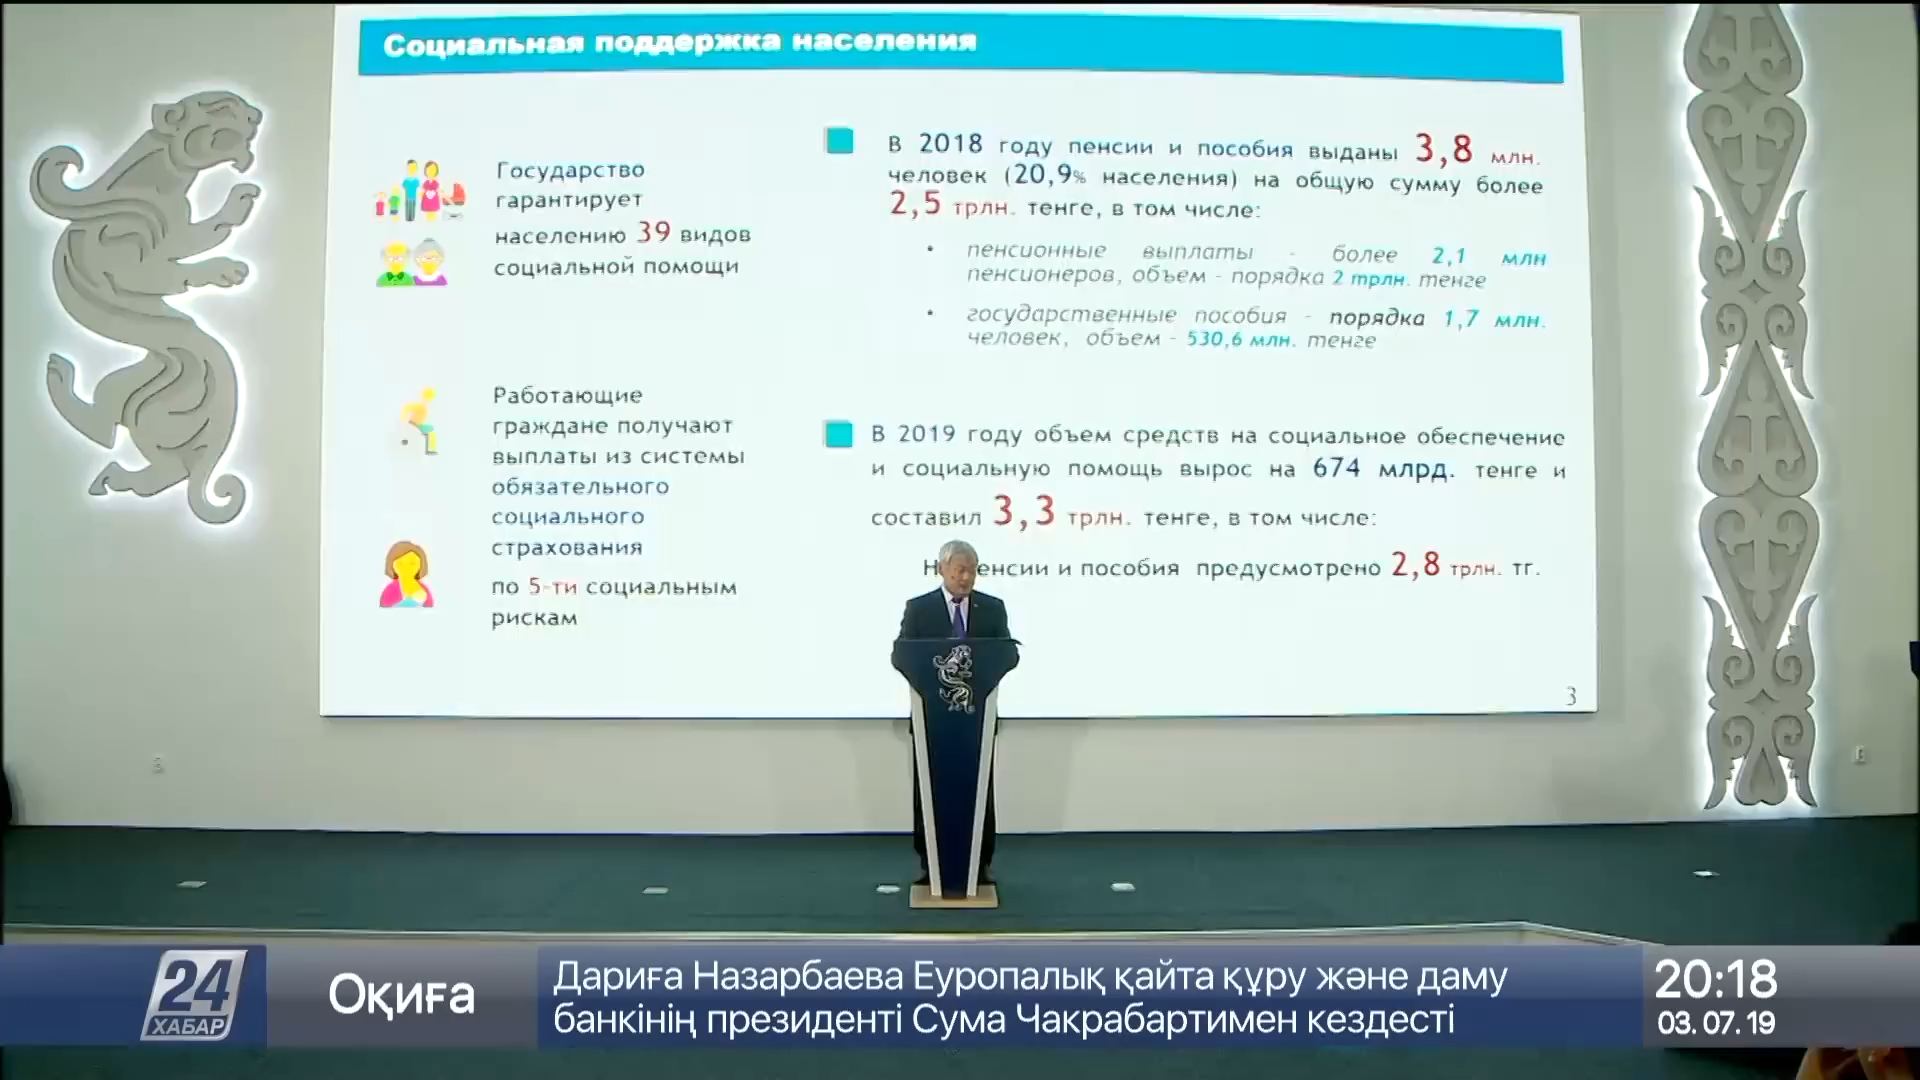 Социальная поддержка населения
Государство
гарантирует
населению 39 видов
социальной помощи
Работающие
граждане получают
выплаты из системы
обязательного
социального
страхования
по 5-ти социальным
рискам
В 2018 году пенсии и пособия выданы 3,8 млн.
человек (20,9% населения) на общую сумму более
2,5 трлн. тенге, в том числе:
• пенсионные выплаты - более 2,1 млн
пенсионеров, объем - порядка 2 трлн. тенге
• государственные пособия - порядка 1,7 млн.
человек, объем - 530,6 млн. тенге
В 2019 году объем средств на социальное обеспечение
и социальную помощь вырос на 674 млрд. тенге и
составил 3,3 трлн. тенге, в том числе:
и пособия предусмотрено 2,8 трлн. тг.
3
24
ХАБАР
Оқиға
Дариға Назарбаева Еуропалық қайта құру және даму
банкінің президенті Сума Чакрабартимен кездесті
20:18
03.07.19